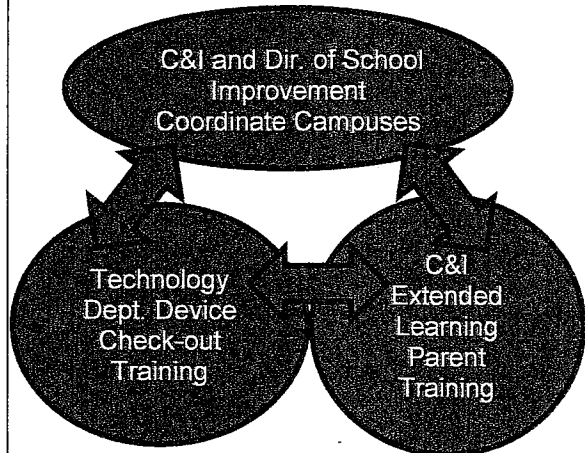 C&I and Dir. of School
Improvement
Coordinate Campuses
Technology
Dept. Device
Check-out
Training
C&I
Extended
Learning
Parent
Training